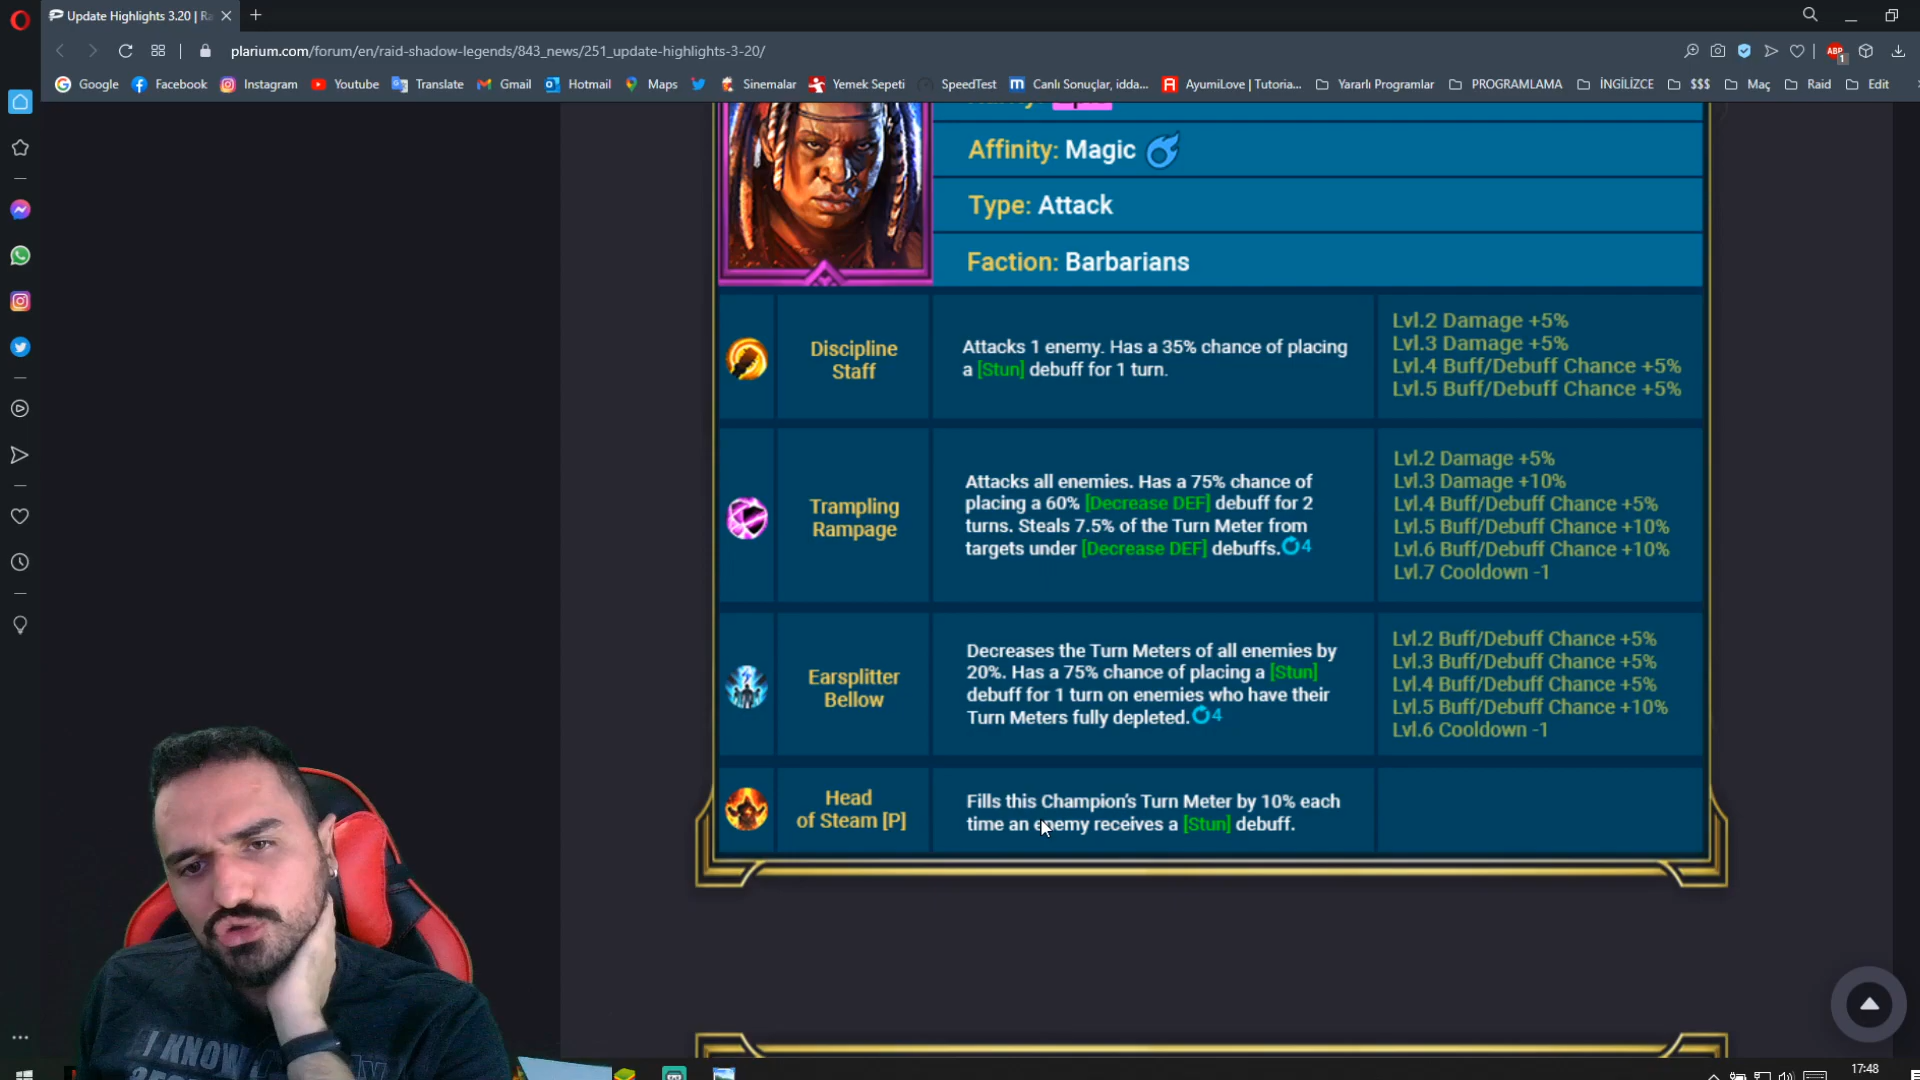 Update Highlights 3.20 | Ra
plarium.com/forum/en/raid-shadow-legends/843_news/251_update-highlights-3-20/
ABP
1
Google
Facebook
Instagram
Youtube
Translate
Gmail
Hotmail
Maps
Sinemalar
Yemek Sepeti
SpeedTest
Canlı Sonuçlar, idda...
AyumiLove | Tutoria...
Yararlı Programlar
PROGRAMLAMA
İNGİLİZCE
$$$
Maç
Raid
Edit
Affinity: Magic
Type: Attack
Faction: Barbarians
Discipline
Staff
Attacks 1 enemy. Has a 35% chance of placing
a [Stun] debuff for 1 turn.
Lvl.2 Damage +5%
Lvl.3 Damage +5%
Lvl.4 Buff/Debuff Chance +5%
Lvl.5 Buff/Debuff Chance +5%
Trampling
Rampage
Attacks all enemies. Has a 75% chance of
placing a 60% [Decrease DEF] debuff for 2
turns. Steals 7.5% of the Turn Meter from
targets under [Decrease DEF] debuffs. 4
Lvl.2 Damage +5%
Lvl.3 Damage +10%
Lvl.4 Buff/Debuff Chance +5%
Lvl.5 Buff/Debuff Chance +10%
Lvl.6 Buff/Debuff Chance +10%
Lvl.7 Cooldown -1
Earsplitter
Bellow
Decreases the Turn Meters of all enemies by
20%. Has a 75% chance of placing a [Stun]
debuff for 1 turn on enemies who have their
Turn Meters fully depleted. 4
Lvl.2 Buff/Debuff Chance +5%
Lvl.3 Buff/Debuff Chance +5%
Lvl.4 Buff/Debuff Chance +5%
Lvl.5 Buff/Debuff Chance +10%
Lvl.6 Cooldown -1
Head
of Steam [P]
Fills this Champion's Turn Meter by 10% each
time an enemy receives a [Stun] debuff.
I KNOW
17:48